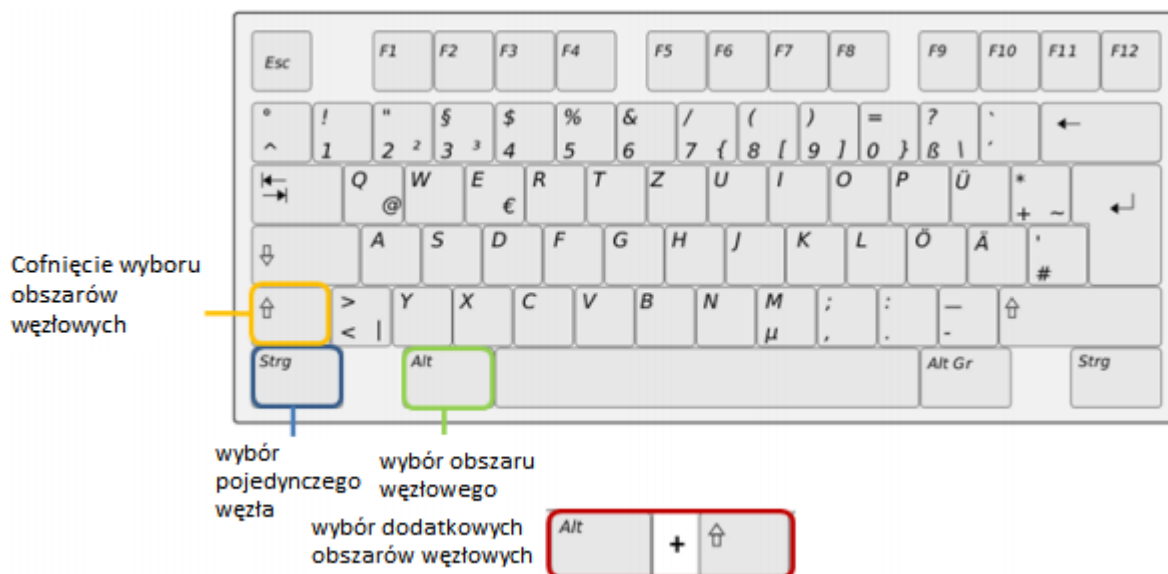 Esc F1 F2 F3 F4 F5 F6 F7 F8 F9 F10 F11 F12
° ! " § $ % & / ( ) = ? ` ←
^ 1 2 ² 3 ³ 4 5 6 7 { 8 [ 9 ] 0 } ß \ ´
Q W E R T Z U I O P Ü *
@ € + ~
A S D F G H J K L Ö Ä '
#
> Y X C V B N M ; : _
< | µ , . -
Strg Alt Alt Gr Strg
Cofnięcie wyboru
obszarów
węzłowych
wybór
pojedynczego
węzła
wybór obszaru
węzłowego
wybór dodatkowych
obszarów węzłowych
Alt + ⇧